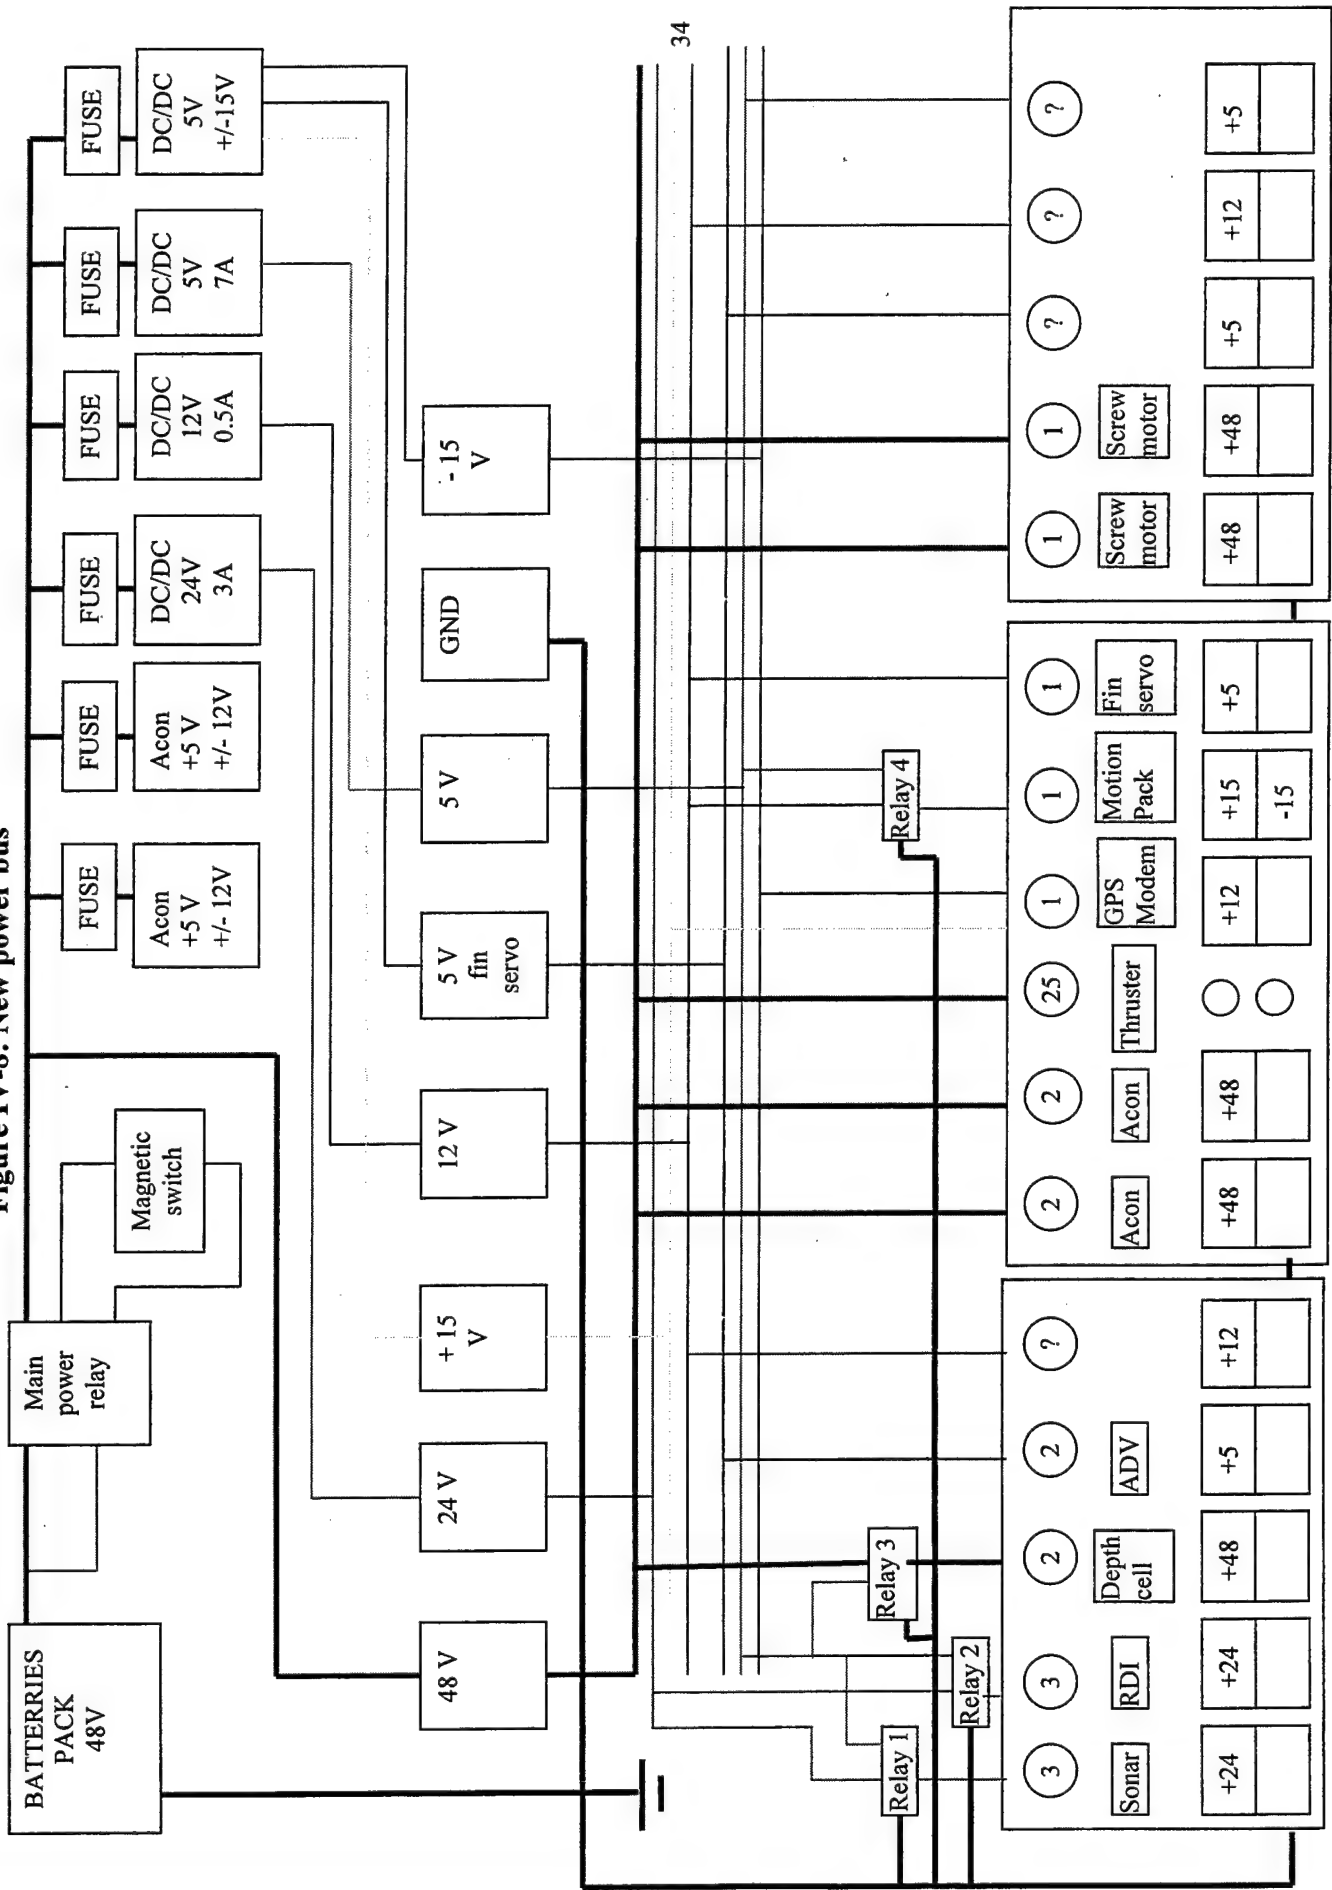 Figure IV-8: New power bus
BATTERRIES
PACK
48V
Main
power
relay
Magnetic
switch
FUSE
FUSE
FUSE
FUSE
FUSE
FUSE
Acon
+5 V
+/- 12V
Acon
+5 V
+/- 12V
DC/DC
24V
3A
DC/DC
12V
0.5A
DC/DC
5V
7A
DC/DC
5V
+/-15V
48 V
24 V
+ 15
V
12 V
5 V
fin
servo
5 V
GND
- 15
V
34
Relay 1
Relay 2
Relay 3
Relay 4
3
3
2
2
?
Sonar
RDI
Depth
cell
ADV
+24
+24
+48
+5
+12
2
2
25
1
1
1
Acon
Acon
Thruster
GPS
Modem
Motion
Pack
Fin
servo
+48
+48
+12
+15
-15
+5
1
1
?
?
?
Screw
motor
Screw
motor
+48
+48
+5
+12
+5